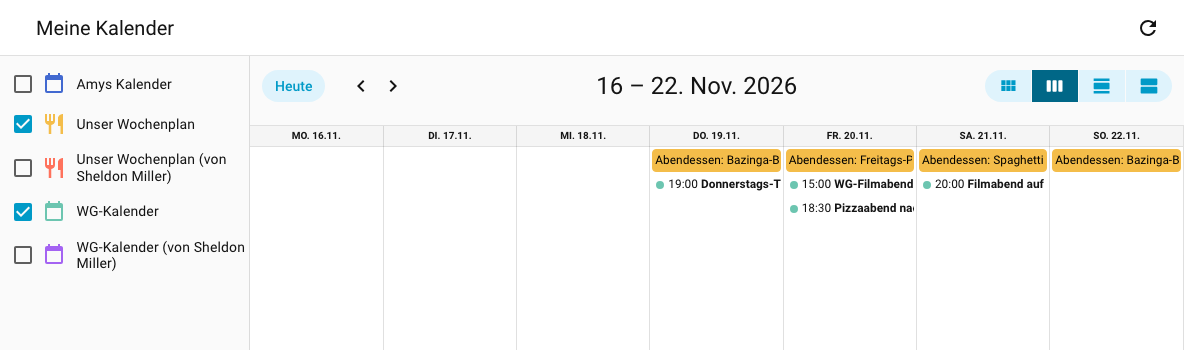 Meine Kalender
Amys Kalender
Unser Wochenplan
Unser Wochenplan (von
Sheldon Miller)
WG-Kalender
WG-Kalender (von Sheldon
Miller)
Heute
16 – 22. Nov. 2026
MO. 16.11.
DI. 17.11.
MI. 18.11.
DO. 19.11.
FR. 20.11.
SA. 21.11.
SO. 22.11.
Abendessen: Bazinga-B
Abendessen: Freitags-P
Abendessen: Spaghetti
Abendessen: Bazinga-B
19:00 Donnerstags-T
15:00 WG-Filmabend
20:00 Filmabend auf
18:30 Pizzaabend na